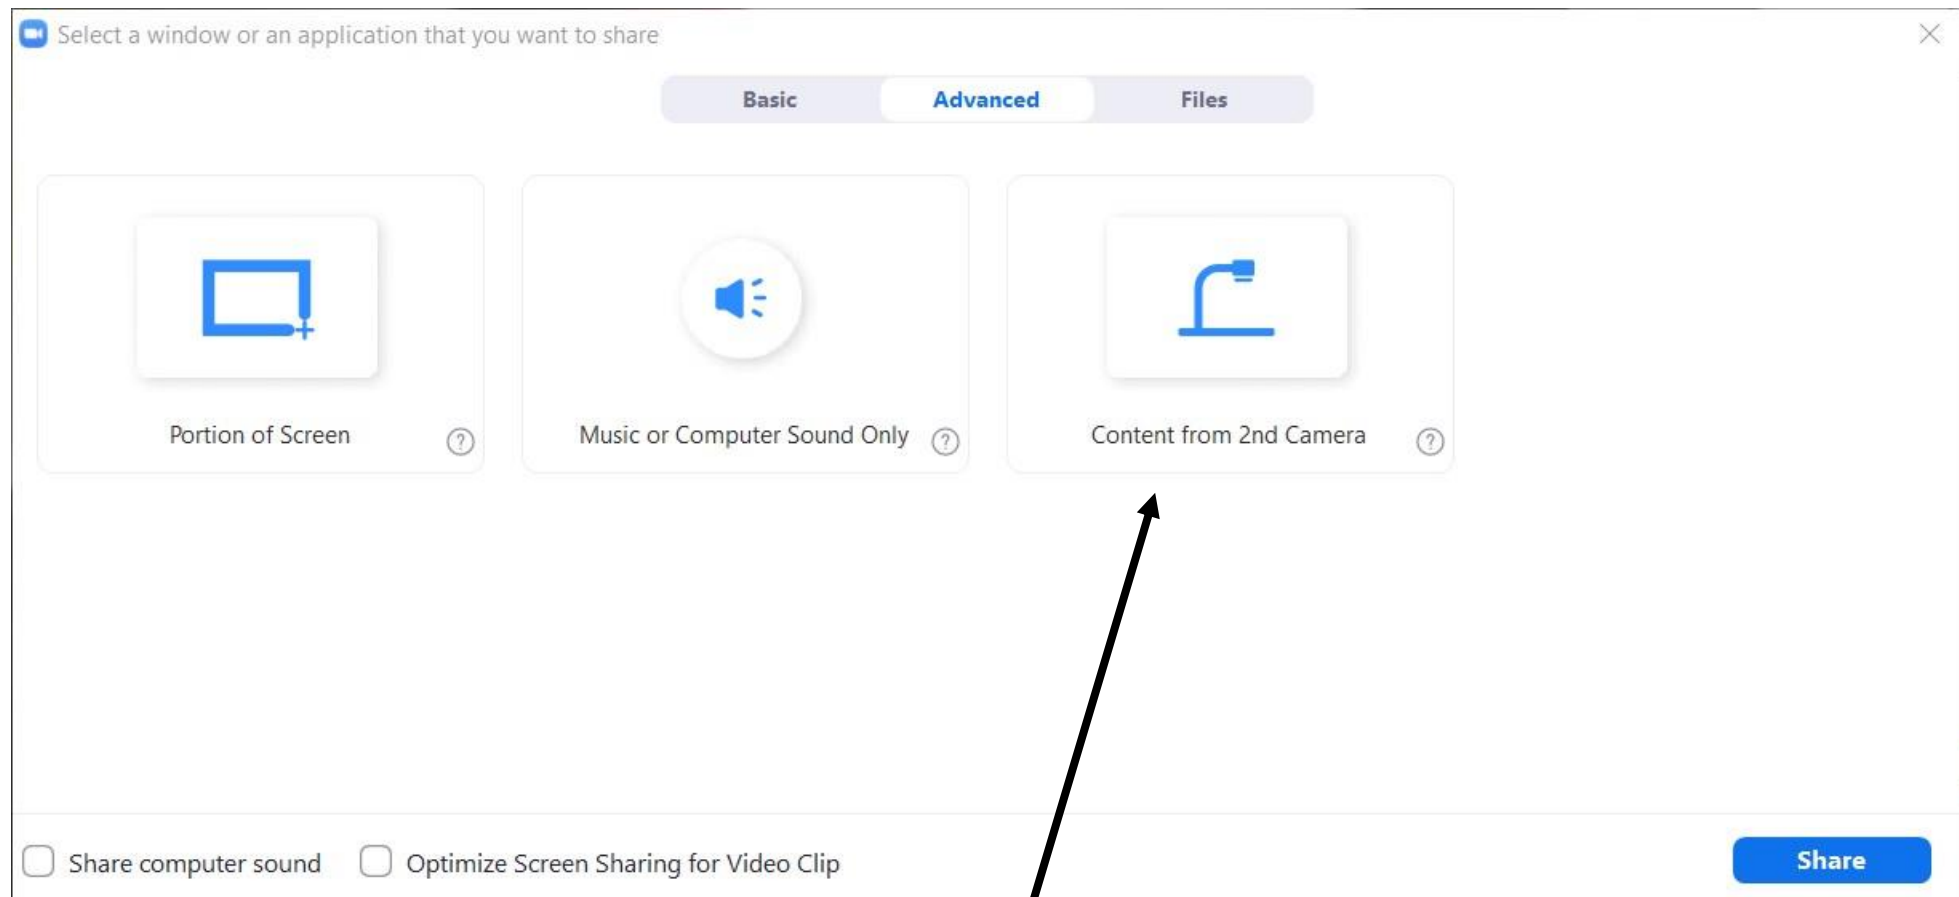 Select a window or an application that you want to share
Basic Advanced Files
Portion of Screen ?
Music or Computer Sound Only ?
Content from 2nd Camera ?
Share computer sound Optimize Screen Sharing for Video Clip Share